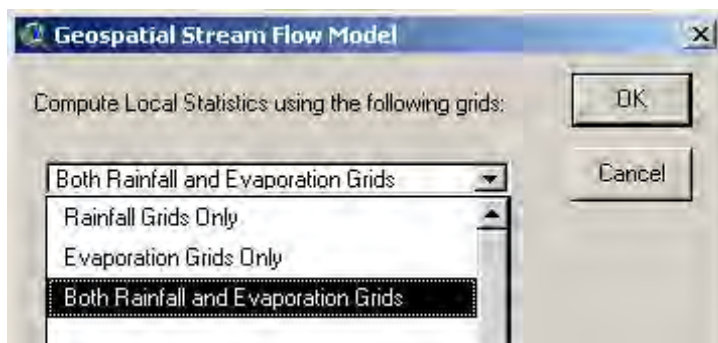 Geospatial Stream Flow Model
Compute Local Statistics using the following grids:
OK
Both Rainfall and Evaporation Grids
Cancel
Rainfall Grids Only
Evaporation Grids Only
Both Rainfall and Evaporation Grids